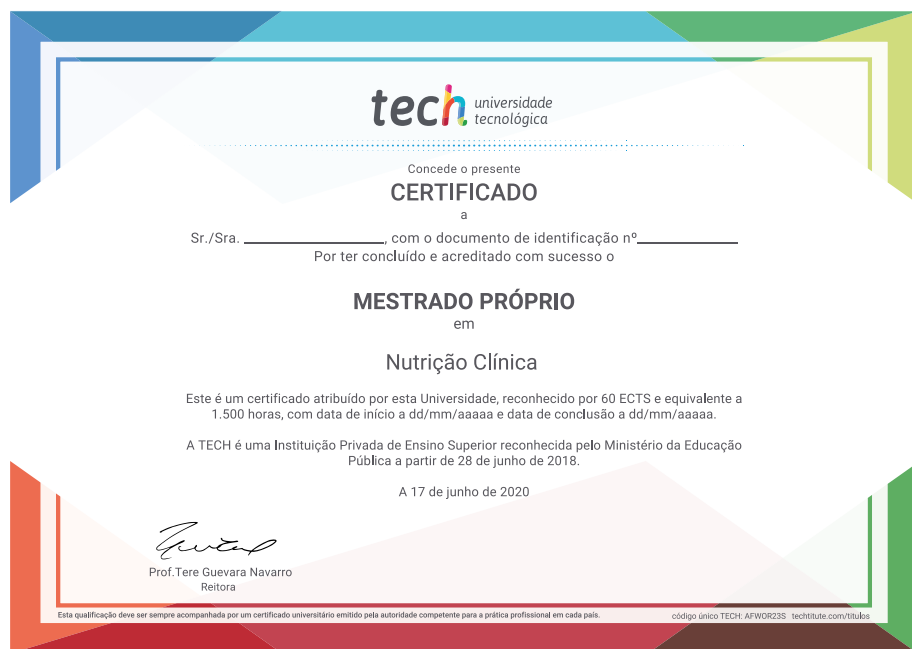 tech universidade
tecnológica
Concede o presente
CERTIFICADO
a
Sr./Sra. ________________, com o documento de identificação nº____________
Por ter concluído e acreditado com sucesso o
MESTRADO PRÓPRIO
em
Nutrição Clínica
Este é um certificado atribuído por esta Universidade, reconhecido por 60 ECTS e equivalente a
1.500 horas, com data de início a dd/mm/aaaaa e data de conclusão a dd/mm/aaaaa.
A TECH é uma Instituição Privada de Ensino Superior reconhecida pelo Ministério da Educação
Pública a partir de 28 de junho de 2018.
A 17 de junho de 2020
Prof.Tere Guevara Navarro
Reitora
Esta qualificação deve ser sempre acompanhada por um certificado universitário emitido pela autoridade competente para a prática profissional em cada país.
código único TECH: AFWOR23S techtitute.com/titulos